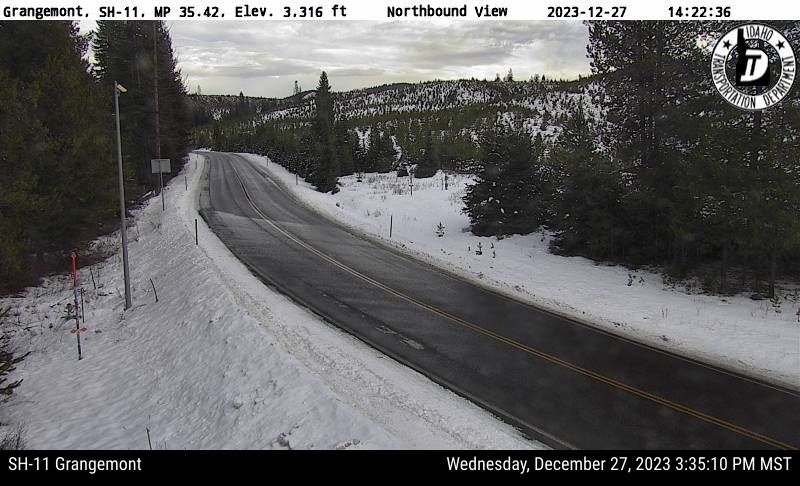 Grangemont, SH-11, MP 35.42, Elev. 3,316 ft Northbound View 2023-12-27 14:22:36
IDAHO
TRANSPORTATION DEPARTMENT
SH-11 Grangemont Wednesday, December 27, 2023 3:35:10 PM MST